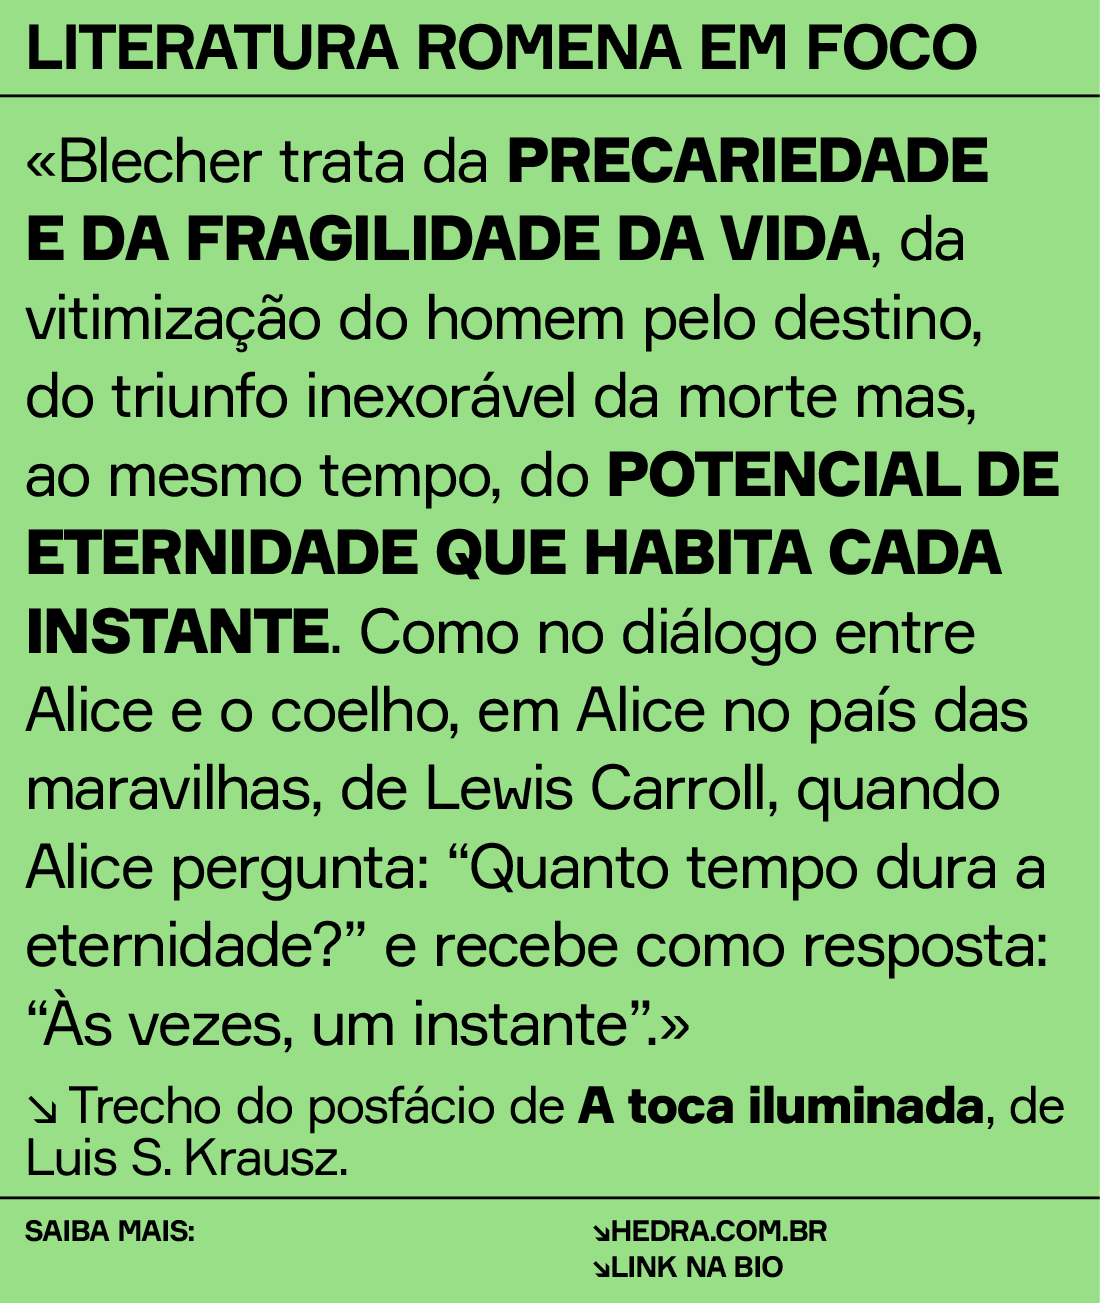 LITERATURA ROMENA EM FOCO
«Blecher trata da PRECARIEDADE
E DA FRAGILIDADE DA VIDA, da
vitimização do homem pelo destino,
do triunfo inexorável da morte mas,
ao mesmo tempo, do POTENCIAL DE
ETERNIDADE QUE HABITA CADA
INSTANTE. Como no diálogo entre
Alice e o coelho, em Alice no país das
maravilhas, de Lewis Carroll, quando
Alice pergunta: “Quanto tempo dura a
eternidade?” e recebe como resposta:
“Às vezes, um instante”.»
↘ Trecho do posfácio de A toca iluminada, de
Luis S. Krausz.
SAIBA MAIS:
↘HEDRA.COM.BR
↘LINK NA BIO